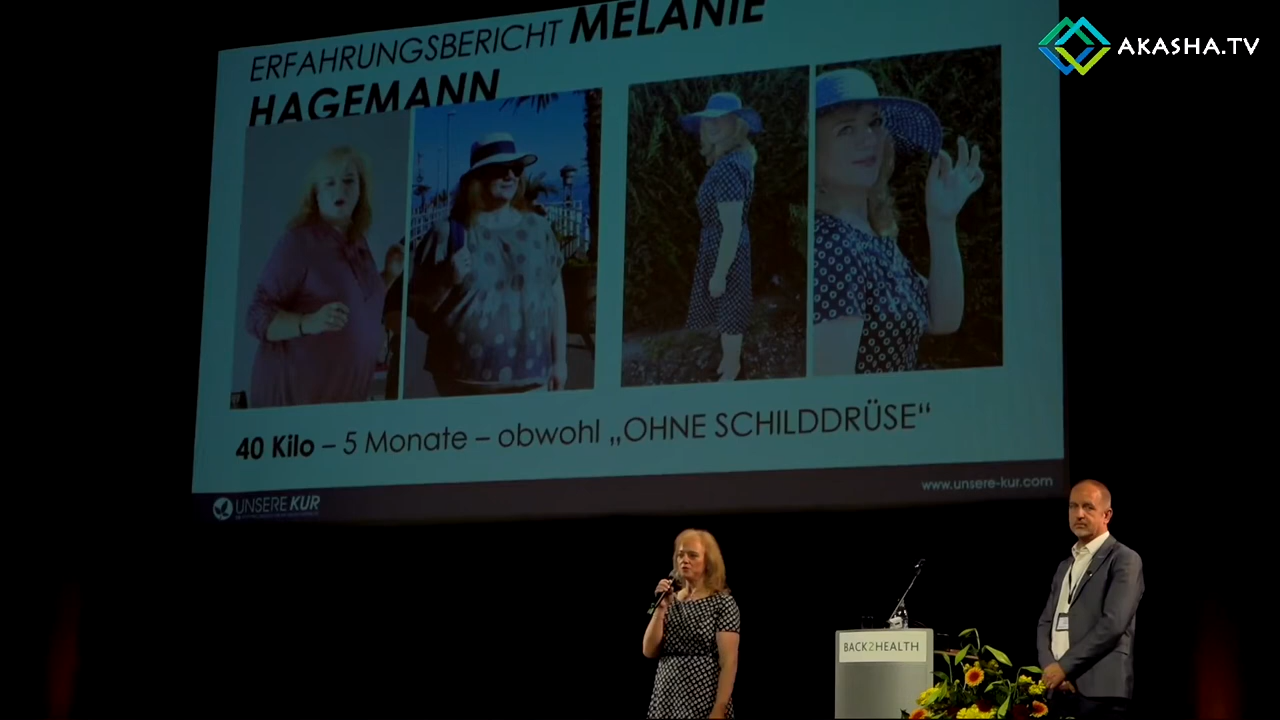 ERFAHRUNGSBERICHT MELANIE
HAGEMANN
AKASHA.TV
40 Kilo – 5 Monate – obwohl „OHNE SCHILDDRÜSE“
UNSERE KUR
www.unsere-kur.com
BACK2HEALTH